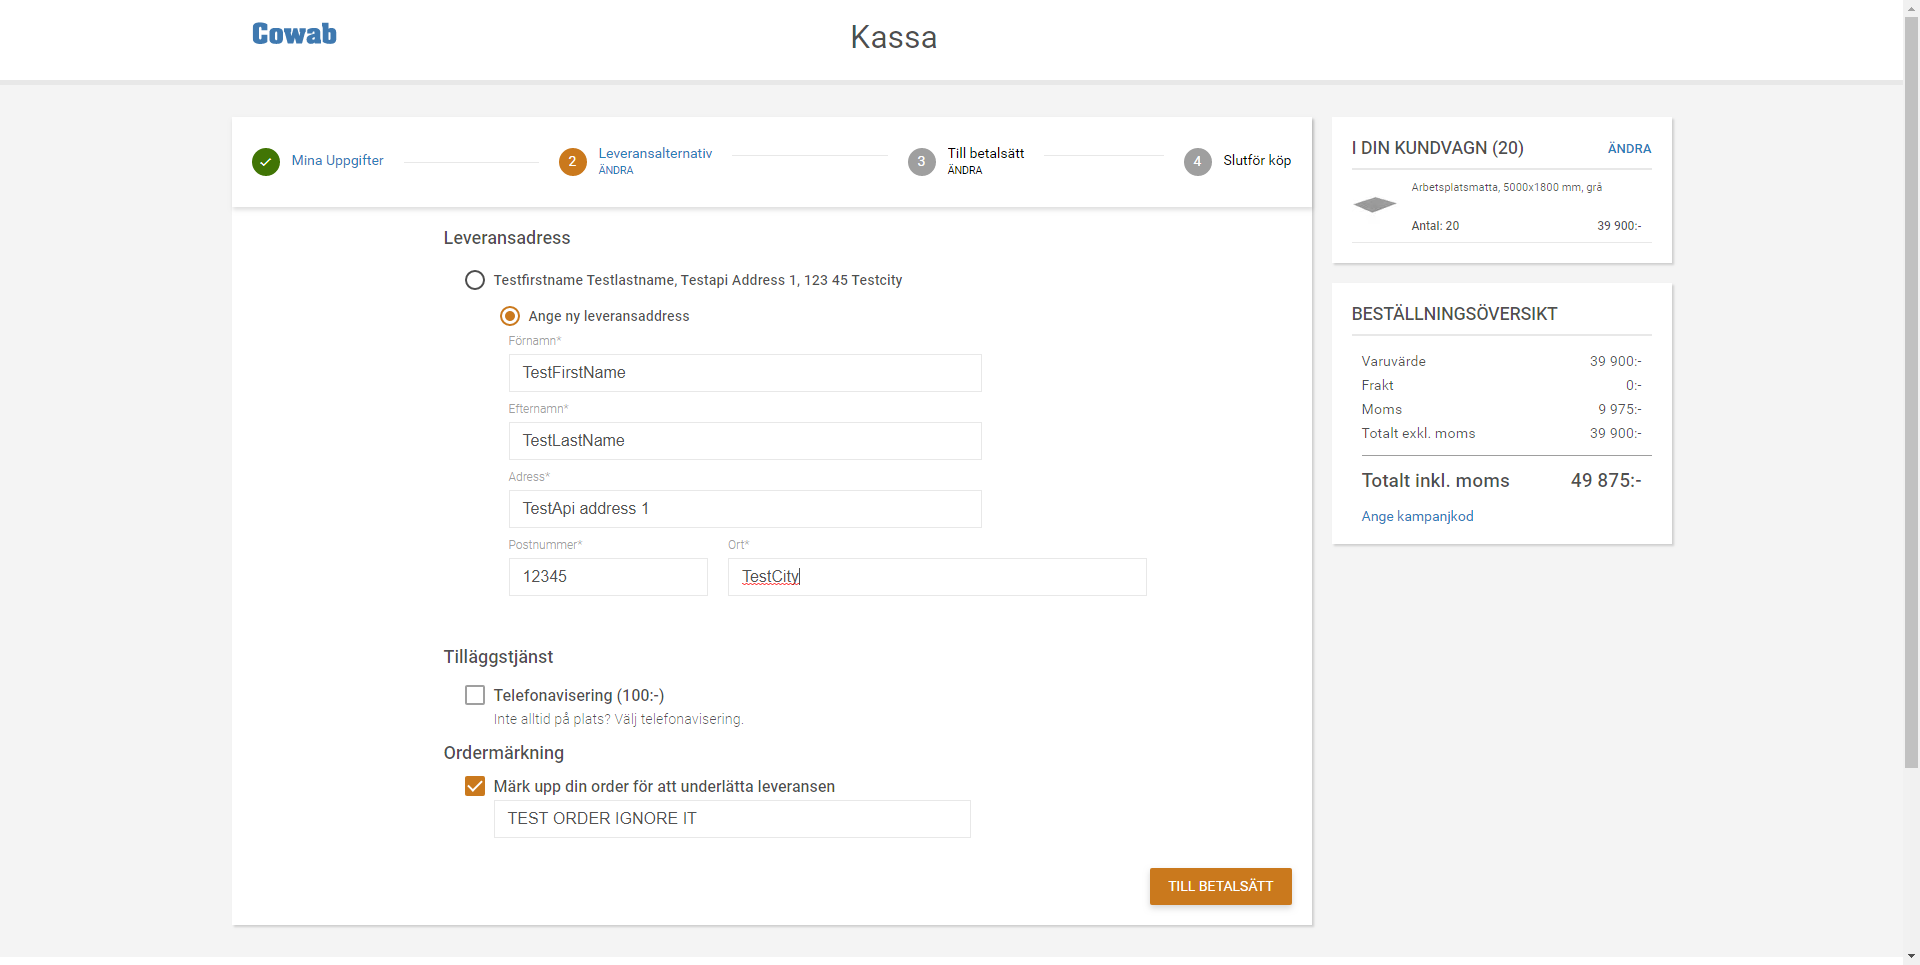 Cowab
Kassa
Mina Uppgifter
2
Leveransalternativ
ÄNDRA
3
Till betalsätt
ÄNDRA
4
Slutför köp
Leveransadress
Testfirstname Testlastname, Testapi Address 1, 123 45 Testcity
Ange ny leveransaddress
Förnamn*
TestFirstName
Efternamn*
TestLastName
Adress*
TestApi address 1
Postnummer* Ort*
12345 TestCity
Tilläggstjänst
Telefonavisering (100:-)
Inte alltid på plats? Välj telefonavisering.
Ordermärkning
Märk upp din order för att underlätta leveransen
TEST ORDER IGNORE IT
TILL BETALSÄTT
I DIN KUNDVAGN (20) ÄNDRA
Arbetsplatsmatta, 5000x1800 mm, grå
Antal: 20 39 900:-
BESTÄLLNINGSÖVERSIKT
Varuvärde 39 900:-
Frakt 0:-
Moms 9 975:-
Totalt exkl. moms 39 900:-
Totalt inkl. moms 49 875:-
Ange kampanjkod